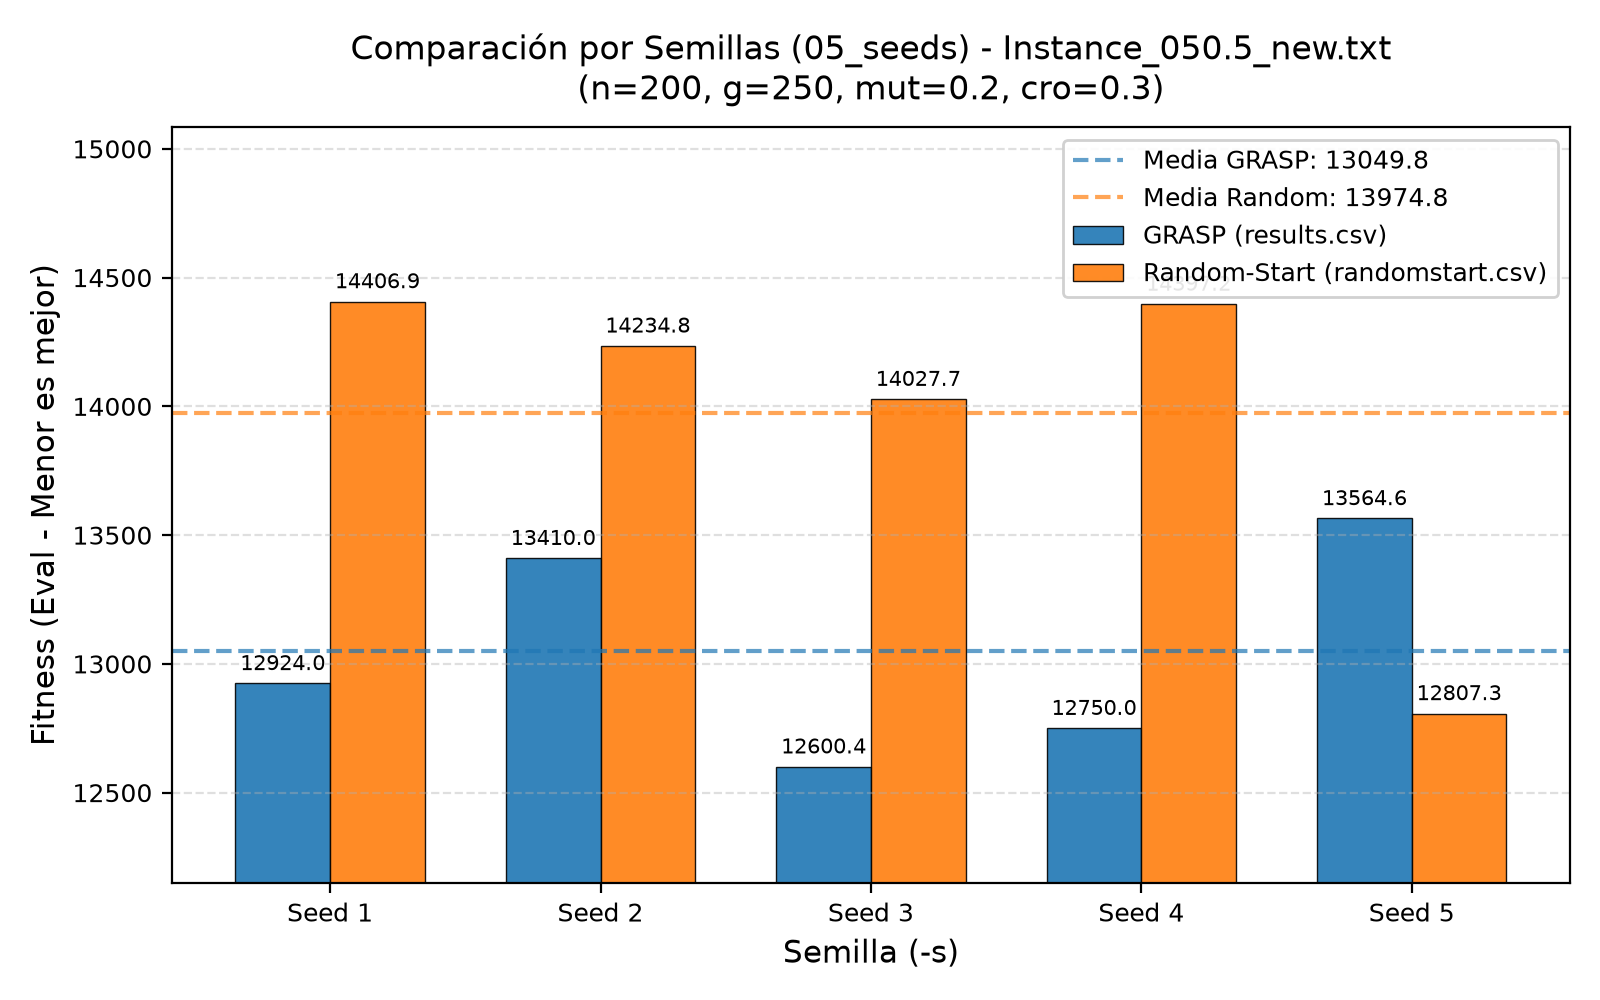 Comparación por Semillas (05_seeds) - Instance_050.5_new.txt
(n=200, g=250, mut=0.2, cro=0.3)
Fitness (Eval - Menor es mejor)
15000
14500
14000
13500
13000
12500
Media GRASP: 13049.8
Media Random: 13974.8
GRASP (results.csv)
Random-Start (randomstart.csv)
12924.0
14406.9
13410.0
14234.8
12600.4
14027.7
12750.0
14397.2
13564.6
12807.3
Seed 1
Seed 2
Seed 3
Seed 4
Seed 5
Semilla (-s)